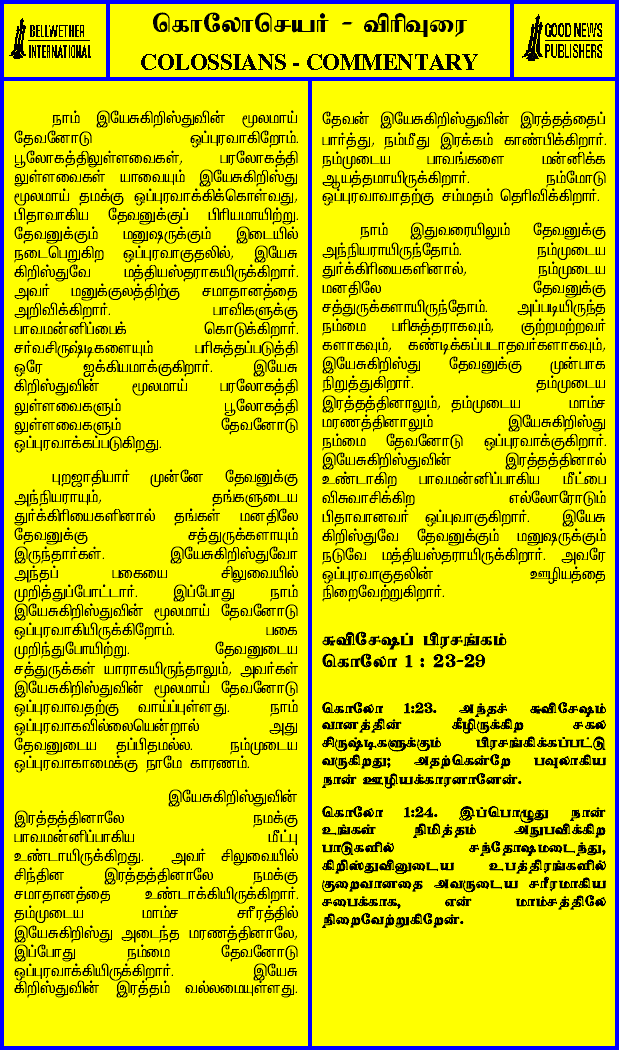 BELLWETHER
INTERNATIONAL
கொலோசெயர் - விரிவுரை
COLOSSIANS - COMMENTARY
GOOD NEWS
PUBLISHERS
நாம் இயேசுகிறிஸ்துவின் மூலமாய்
தேவனோடு ஒப்புரவாகிறோம்.
பூலோகத்திலுள்ளவைகள், பரலோகத்தி
லுள்ளவைகள் யாவையும் இயேசுகிறிஸ்து
மூலமாய் தமக்கு ஒப்புரவாக்கிக்கொள்வது,
பிதாவாகிய தேவனுக்குப் பிரியமாயிற்று.
தேவனுக்கும் மனுஷருக்கும் இடையில்
நடைபெறுகிற ஒப்புரவாகுதலில், இயேசு
கிறிஸ்துவே மத்தியஸ்தராகயிருக்கிறார்.
அவர் மனுக்குலத்திற்கு சமாதானத்தை
அறிவிக்கிறார். பாவிகளுக்கு
பாவமன்னிப்பைக் கொடுக்கிறார்.
சர்வசிருஷ்டிகளையும் பரிசுத்தப்படுத்தி
ஒரே ஐக்கியமாக்குகிறார். இயேசு
கிறிஸ்துவின் மூலமாய் பரலோகத்தி
லுள்ளவைகளும் பூலோகத்தி
லுள்ளவைகளும் தேவனோடு
ஒப்புரவாக்கப்படுகிறது.
புறஜாதியார் முன்னே தேவனுக்கு
அந்நியராயும், தங்களுடைய
துர்க்கிரியைகளினால் தங்கள் மனதிலே
தேவனுக்கு சத்துருக்களாயும்
இருந்தார்கள். இயேசுகிறிஸ்துவோ
அந்தப் பகையை சிலுவையில்
முறித்துப்போட்டார். இப்போது நாம்
இயேசுகிறிஸ்துவின் மூலமாய் தேவனோடு
ஒப்புரவாகியிருக்கிறோம். பகை
முறிந்துபோயிற்று. தேவனுடைய
சத்துருக்கள் யாராகயிருந்தாலும், அவர்கள்
இயேசுகிறிஸ்துவின் மூலமாய் தேவனோடு
ஒப்புரவாவதற்கு வாய்ப்புள்ளது. நாம்
ஒப்புரவாகவில்லையென்றால் அது
தேவனுடைய தப்பிதமல்ல. நம்முடைய
ஒப்புரவாகாமைக்கு நாமே காரணம்.
இயேசுகிறிஸ்துவின்
இரத்தத்தினாலே நமக்கு
பாவமன்னிப்பாகிய மீட்பு
உண்டாயிருக்கிறது. அவர் சிலுவையில்
சிந்தின இரத்தத்தினாலே நமக்கு
சமாதானத்தை உண்டாக்கியிருக்கிறார்.
தம்முடைய மாம்ச சரீரத்தில்
இயேசுகிறிஸ்து அடைந்த மரணத்தினாலே,
இப்போது நம்மை தேவனோடு
ஒப்புரவாக்கியிருக்கிறார். இயேசு
கிறிஸ்துவின் இரத்தம் வல்லமையுள்ளது.
தேவன் இயேசுகிறிஸ்துவின் இரத்தத்தைப்
பார்த்து, நம்மீது இரக்கம் காண்பிக்கிறார்.
நம்முடைய பாவங்களை மன்னிக்க
ஆயத்தமாயிருக்கிறார். நம்மோடு
ஒப்புரவாவாதற்கு சம்மதம் தெரிவிக்கிறார்.
நாம் இதுவரையிலும் தேவனுக்கு
அந்நியராயிருந்தோம். நம்முடைய
துர்க்கிரியைகளினால், நம்முடைய
மனதிலே தேவனுக்கு
சத்துருக்களாயிருந்தோம். அப்படியிருந்த
நம்மை பரிசுத்தராகவும், குற்றமற்றவர்
களாகவும், கண்டிக்கப்படாதவர்களாகவும்,
இயேசுகிறிஸ்து தேவனுக்கு முன்பாக
நிறுத்துகிறார். தம்முடைய
இரத்தத்தினாலும், தம்முடைய மாம்ச
மரணத்தினாலும் இயேசுகிறிஸ்து
நம்மை தேவனோடு ஒப்புரவாக்குகிறார்.
இயேசுகிறிஸ்துவின் இரத்தத்தினால்
உண்டாகிற பாவமன்னிப்பாகிய மீட்பை
விசுவாசிக்கிற எல்லோரோடும்
பிதாவானவர் ஒப்புவாகுகிறார். இயேசு
கிறிஸ்துவே தேவனுக்கும் மனுஷருக்கும்
நடுவே மத்தியஸ்தராயிருக்கிறார். அவரே
ஒப்புரவாகுதலின் ஊழியத்தை
நிறைவேற்றுகிறார்.
சுவிசேஷப் பிரசங்கம்
கொலோ 1 : 23-29
கொலோ 1:23. அந்தச் சுவிசேஷம்
வானத்தின் கீழிருக்கிற சகல
சிருஷ்டிகளுக்கும் பிரசங்கிக்கப்பட்டு
வருகிறது; அதற்கென்றே பவுலாகிய
நான் ஊழியக்காரனானேன்.
கொலோ 1:24. இப்பொழுது நான்
உங்கள் நிமித்தம் அநுபவிக்கிற
பாடுகளில் சந்தோஷமடைந்து,
கிறிஸ்துவினுடைய உபத்திரங்களில்
குறைவானதை அவருடைய சரீரமாகிய
சபைக்காக, என் மாம்சத்திலே
நிறைவேற்றுகிறேன்.